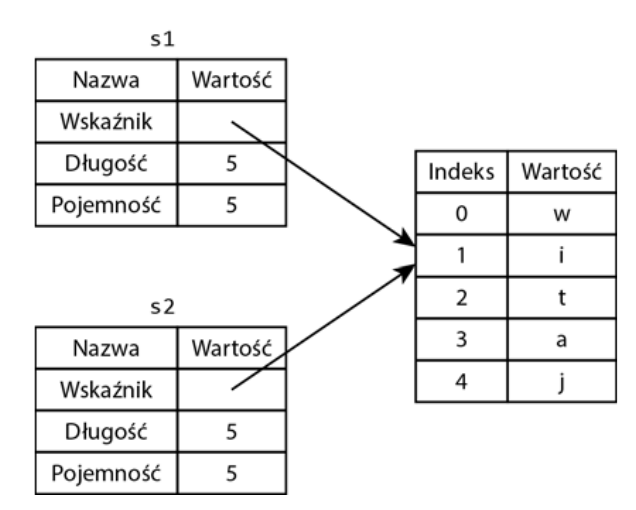 s1
Nazwa Wartość
Wskaźnik
Długość 5
Pojemność 5
s2
Nazwa Wartość
Wskaźnik
Długość 5
Pojemność 5
Indeks Wartość
0 w
1 i
2 t
3 a
4 j